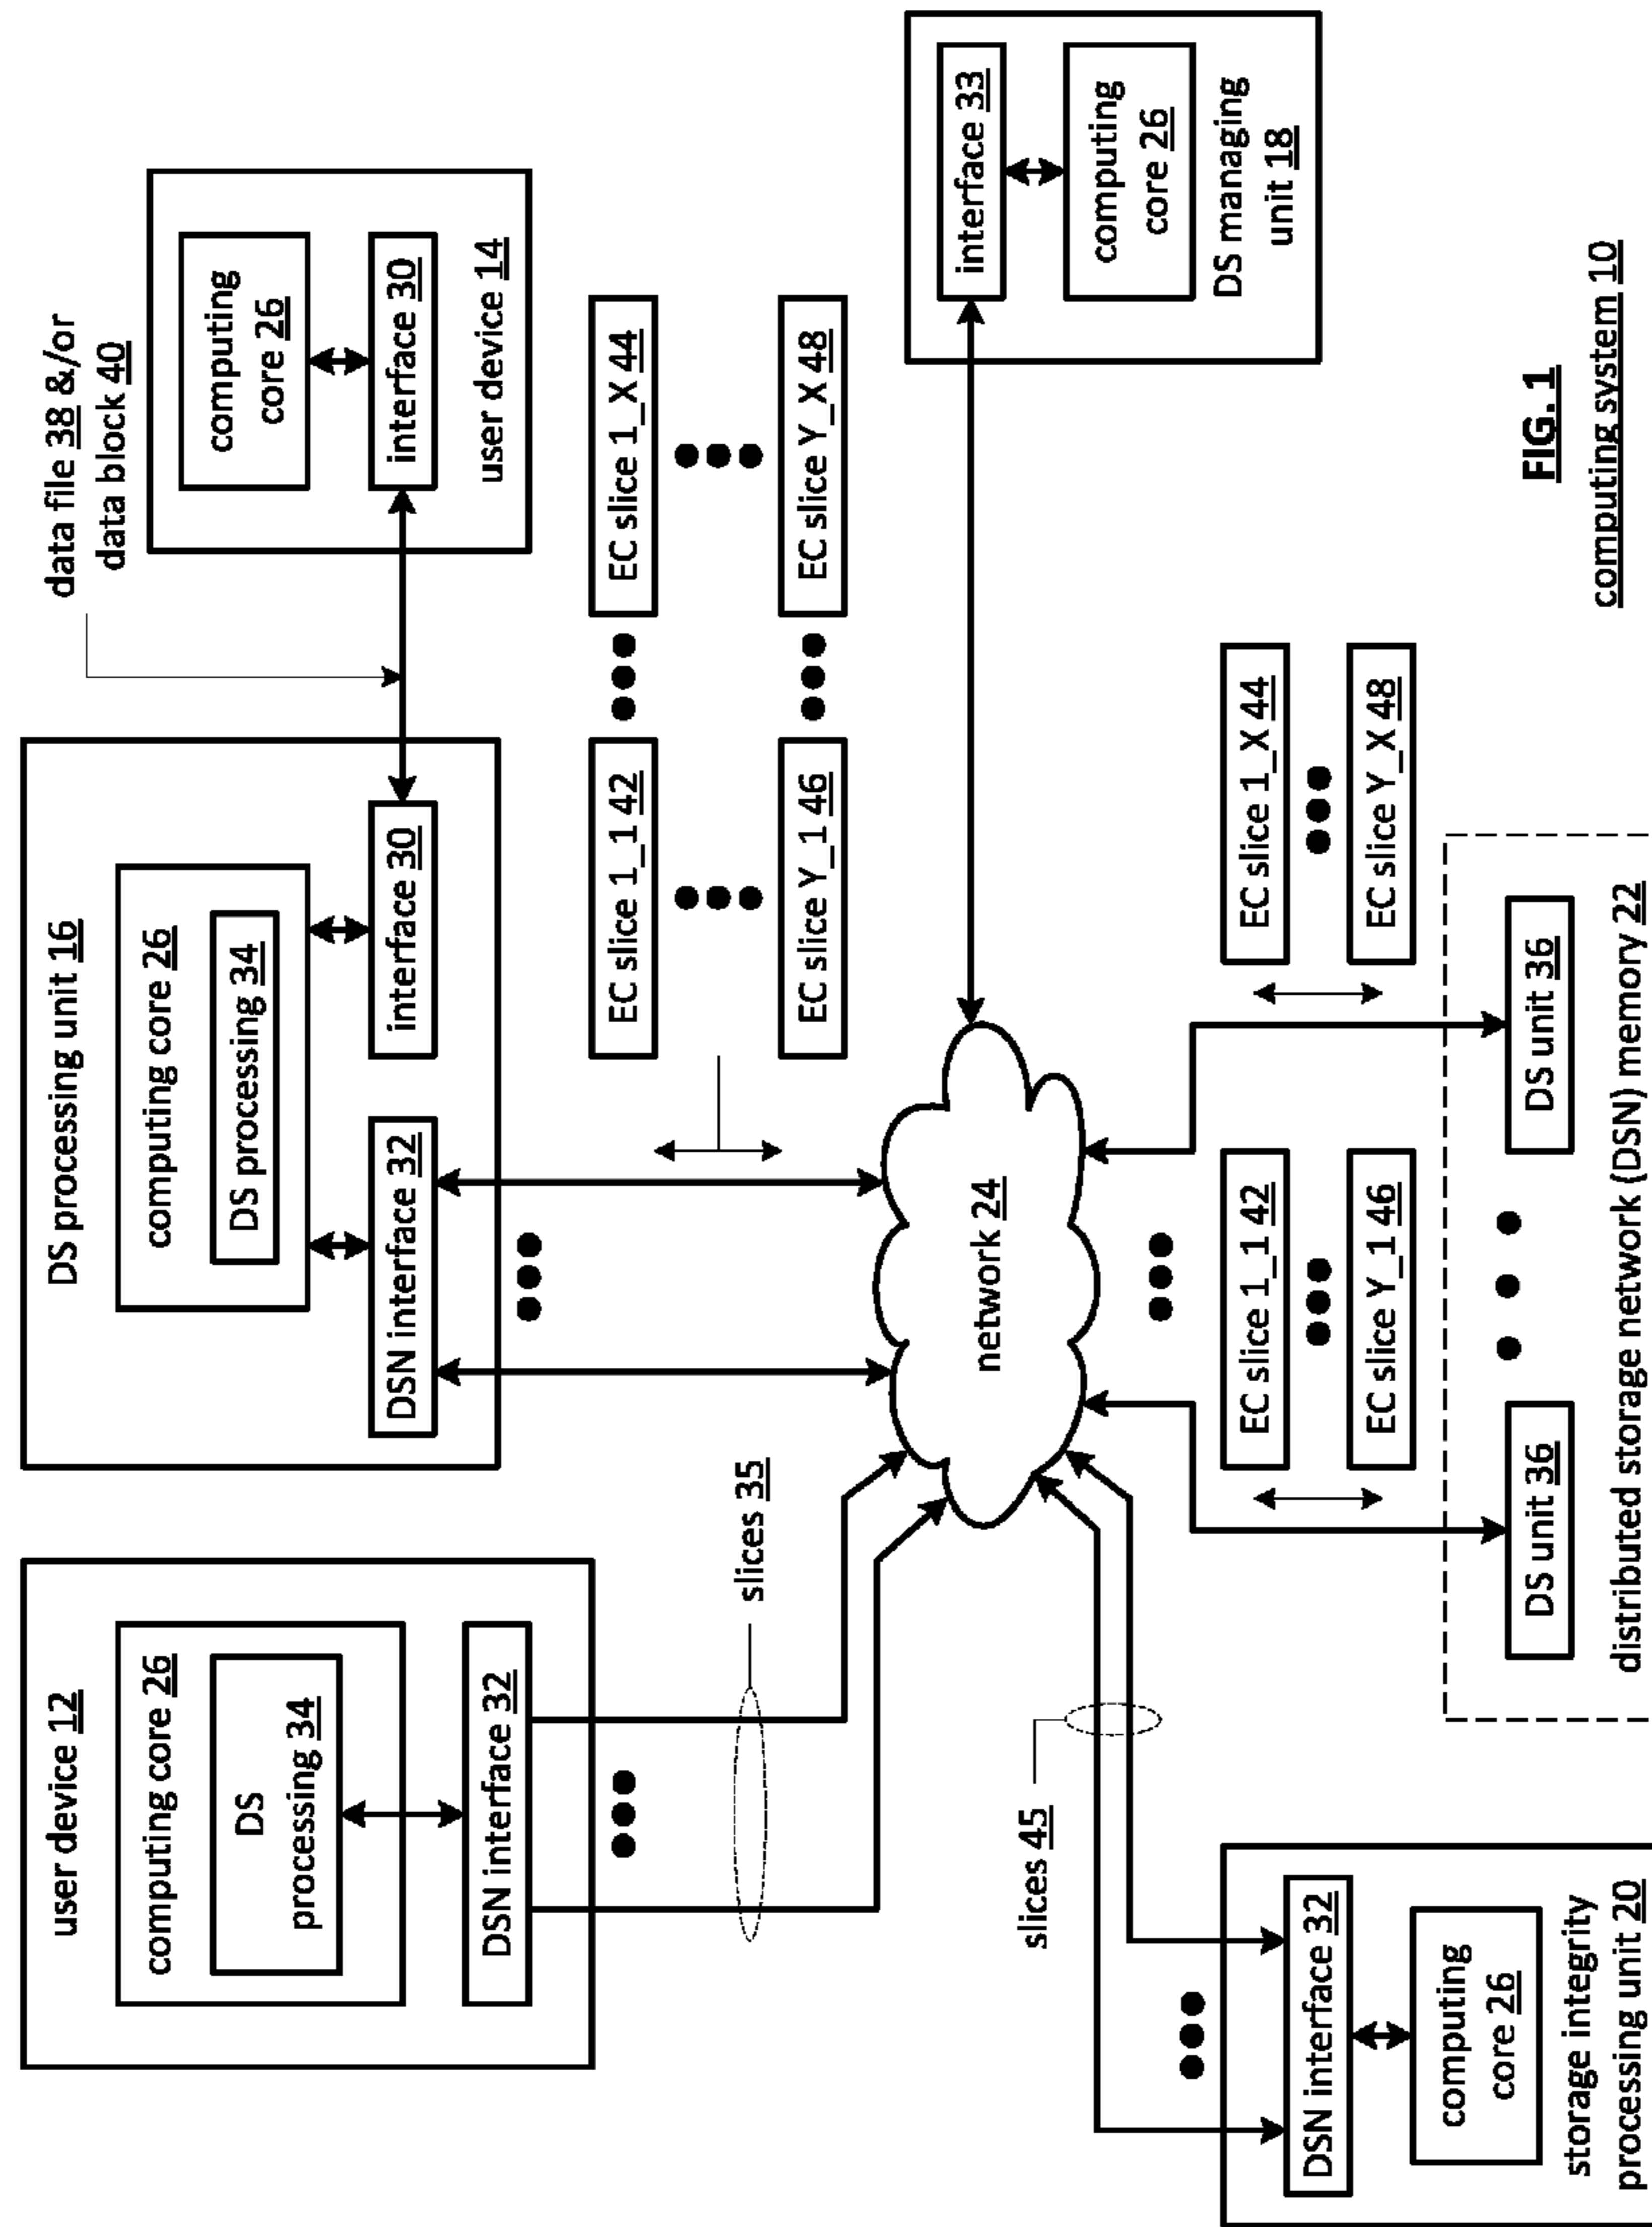 user device 12
computing core 26
DS
processing 34
DSN interface 32
slices 35
DS processing unit 16
computing core 26
DS processing 34
DSN interface 32
interface 30
data file 38 &/or
data block 40
computing
core 26
interface 30
user device 14
EC slice 1_1 42
EC slice 1_X 44
EC slice Y_1 46
EC slice Y_X 48
network 24
interface 33
computing
core 26
DS managing
unit 18
slices 45
DSN interface 32
computing
core 26
storage integrity
processing unit 20
EC slice 1_1 42
EC slice Y_1 46
EC slice 1_X 44
EC slice Y_X 48
DS unit 36
DS unit 36
distributed storage network (DSN) memory 22
FIG. 1
computing system 10